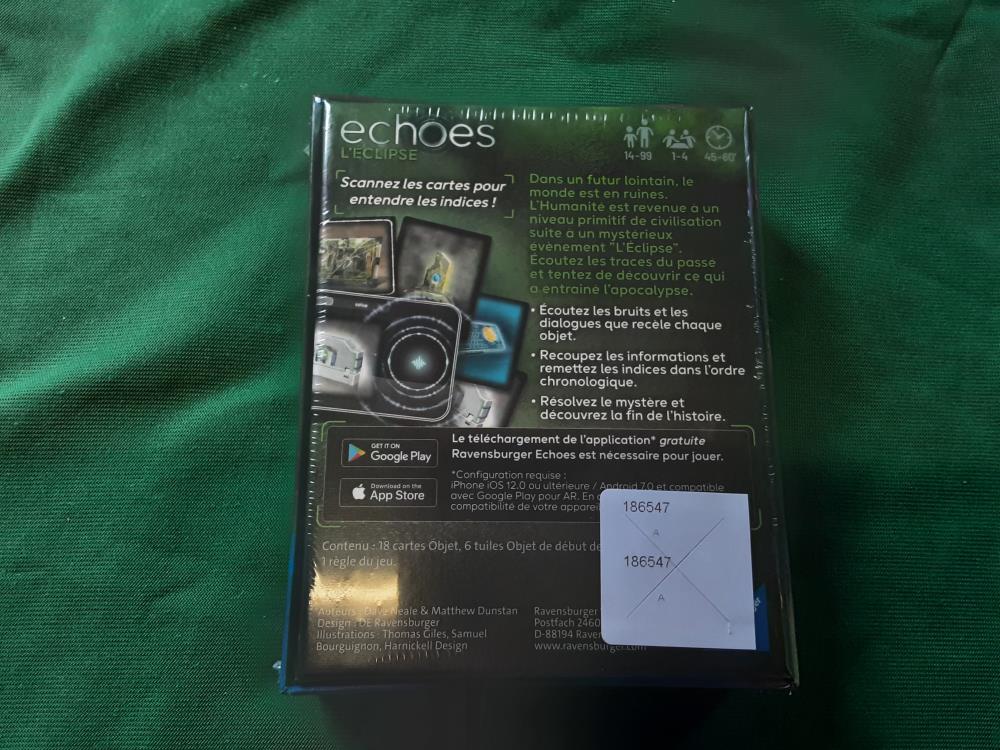 echoes
L'ÉCLIPSE
14-99
1-4
45-60'
Scannez les cartes pour
entendre les indices !
Dans un futur lointain, le
monde est en ruines.
L'Humanité est revenue à un
niveau primitif de civilisation
suite a un mystérieux
évènement "L'Éclipse".
Écoutez les traces du passé
et tentez de découvrir ce qui
a entrainé l'apocalypse.
• Écoutez les bruits et les
dialogues que recèle chaque
objet.
• Recoupez les informations et
remettez les indices dans l'ordre
chronologique.
• Résolvez le mystère et
découvrez la fin de l'histoire.
GET IT ON
Google Play
Download on the
App Store
Le téléchargement de l'application* gratuite
Ravensburger Echoes est nécessaire pour jouer.
*Configuration requise :
iPhone iOS 12.0 ou ultérieure / Android 7.0 et compatible
avec Google Play pour AR. En
compatibilité de votre appareil
186547
A
186547
A
Contenu : 18 cartes Objet, 6 tuiles Objet de début de
1 règle du jeu.
Auteurs : Dave Neale & Matthew Dunstan
Design : DE Ravensburger
Illustrations : Thomas Giles, Samuel
Bourguignon, Harnickell Design
Ravensburger
Postfach 2460
D-88194 Raven
www.ravensburger.com